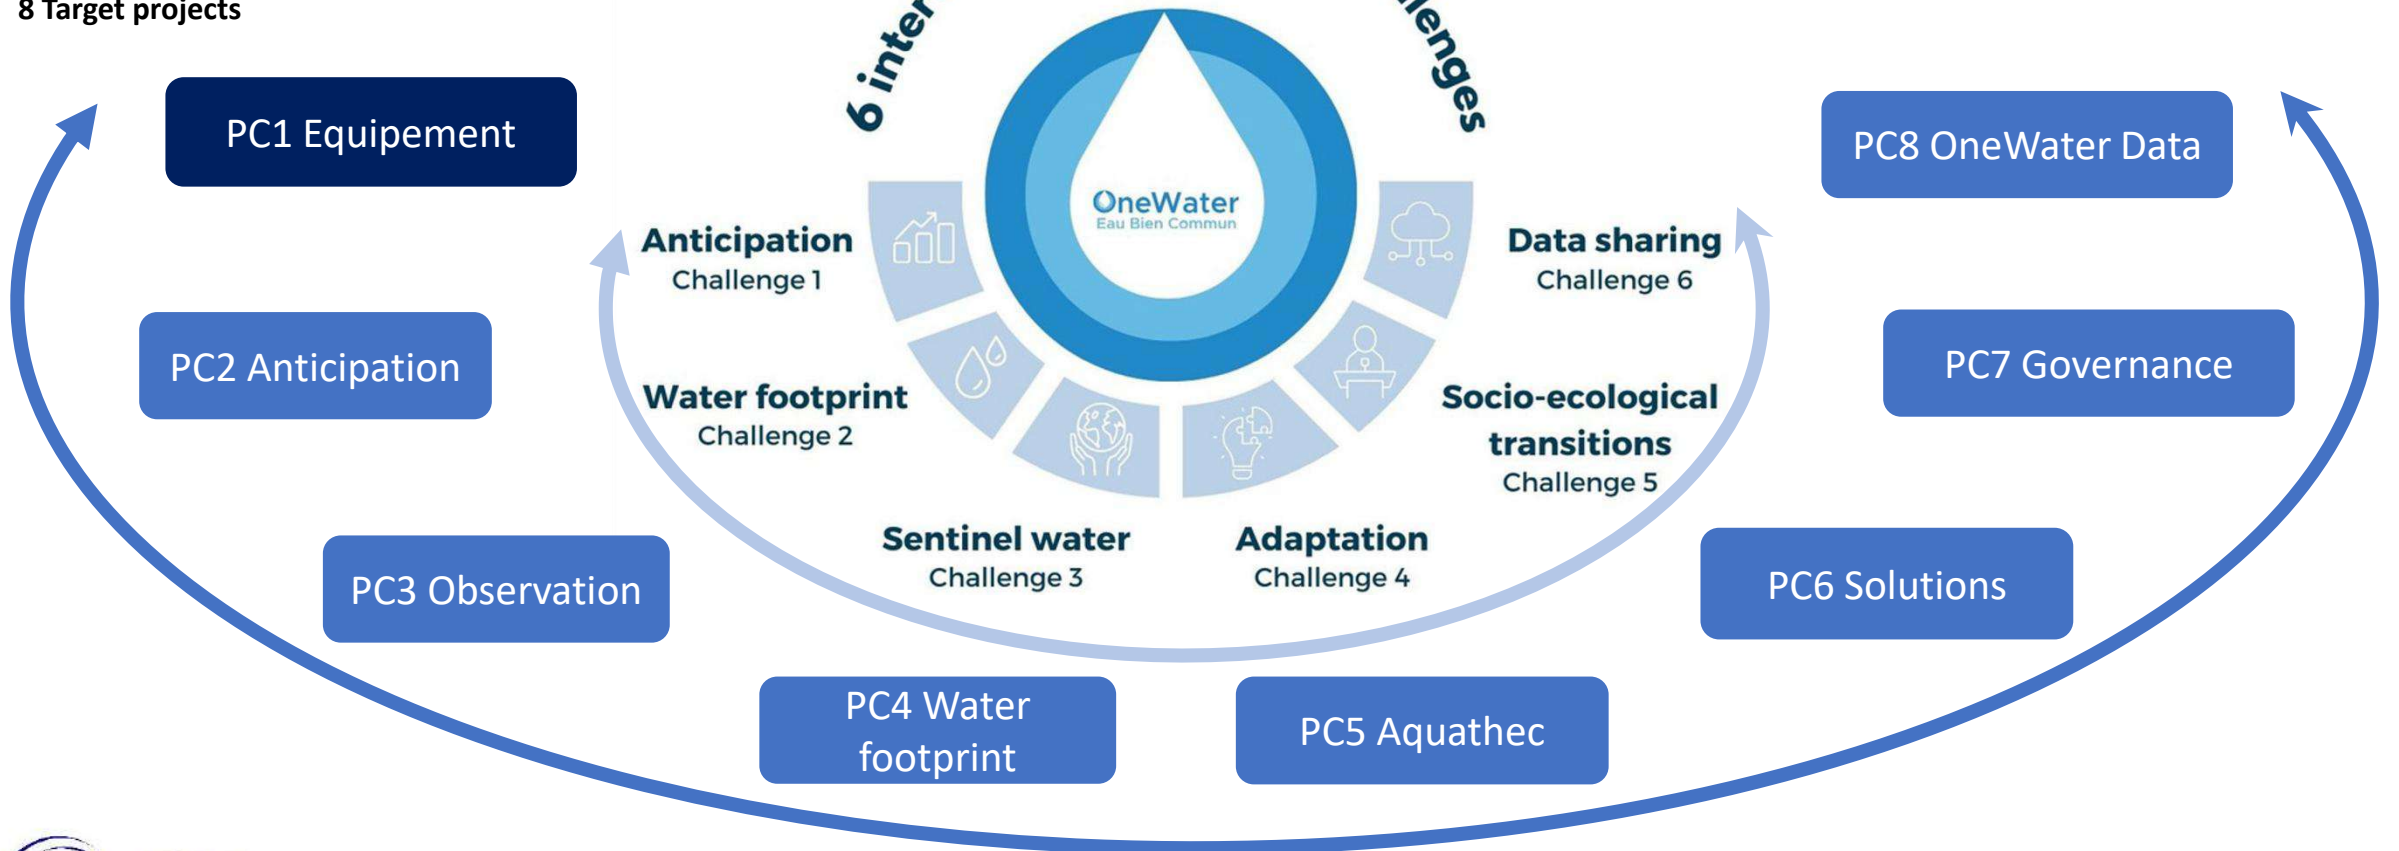 8 Target projects
6 inter
llenges
PC1 Equipement
PC8 OneWater Data
OneWater
Eau Bien Commun
Anticipation
Challenge 1
Data sharing
Challenge 6
PC2 Anticipation
PC7 Governance
Water footprint
Challenge 2
Socio-ecological
transitions
Challenge 5
Sentinel water
Challenge 3
Adaptation
Challenge 4
PC3 Observation
PC6 Solutions
PC4 Water
footprint
PC5 Aquathec